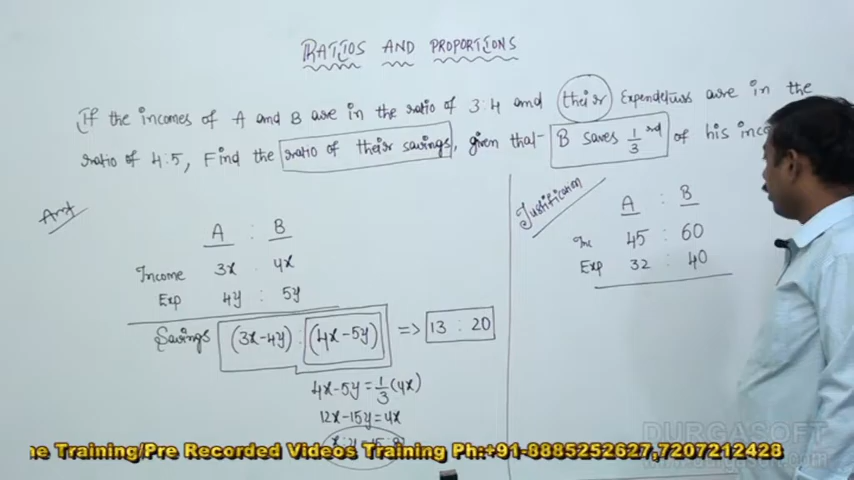 RATIOS AND PROPORTIONS
If the incomes of A and B are in the ratio of 3:4 and their Expenditures are in the
ratio of 4:5, Find the ratio of their savings, given that- B saves 1/3 rd of his
Ans
A : B
Income 3x : 4x
Exp 4y : 5y
Savings (3x-4y) : (4x-5y) => 13 : 20
4x-5y = 1/3 (4x)
12x-15y = 4x
Justification
A : B
Inc 45 : 60
Exp 32 : 40
DURGASOFT
Training/Pre Recorded Videos Training Ph:+91-8885252627,7207212428